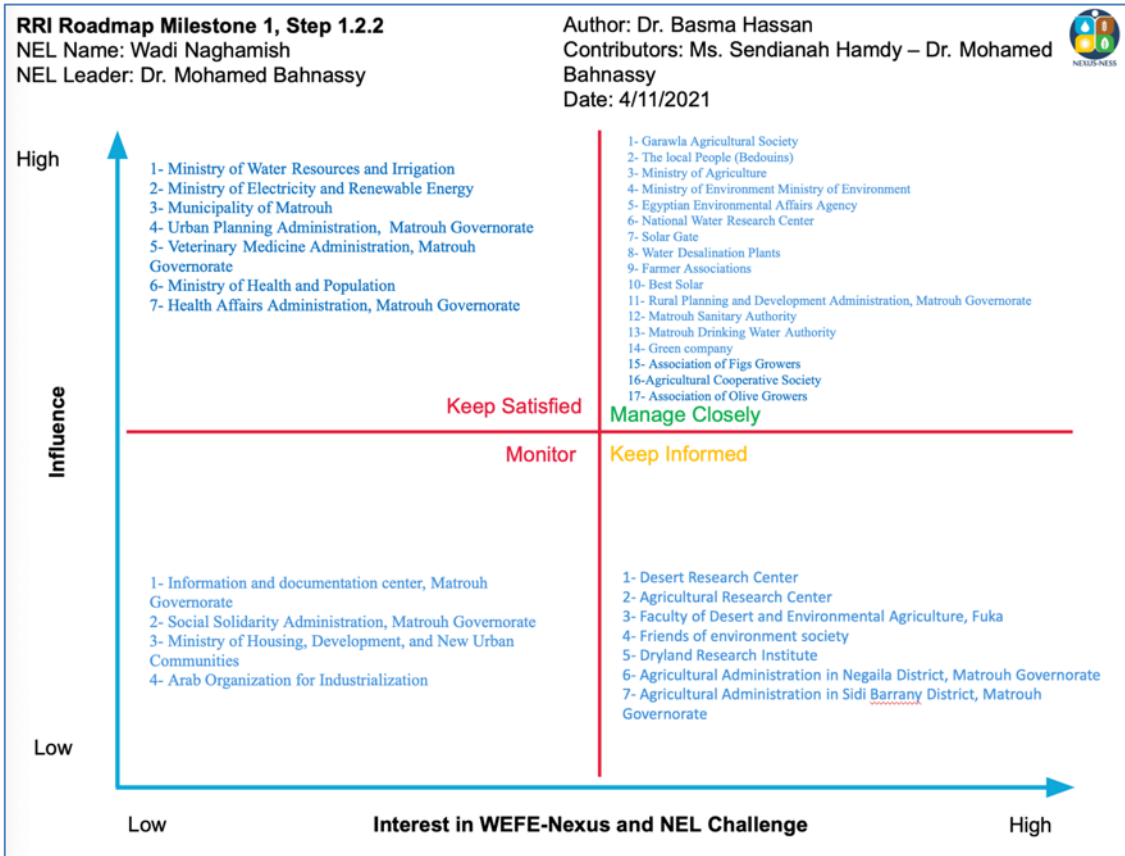 RRI Roadmap Milestone 1, Step 1.2.2
NEL Name: Wadi Naghamish
NEL Leader: Dr. Mohamed Bahnassy
Author: Dr. Basma Hassan
Contributors: Ms. Sendianah Hamdy – Dr. Mohamed
Bahnassy
Date: 4/11/2021
NEXUS-NESS
High
1- Ministry of Water Resources and Irrigation
2- Ministry of Electricity and Renewable Energy
3- Municipality of Matrouh
4- Urban Planning Administration, Matrouh Governorate
5- Veterinary Medicine Administration, Matrouh
Governorate
6- Ministry of Health and Population
7- Health Affairs Administration, Matrouh Governorate
Keep Satisfied
1- Garawla Agricultural Society
2- The local People (Bedouins)
3- Ministry of Agriculture
4- Ministry of Environment Ministry of Environment
5- Egyptian Environmental Affairs Agency
6- National Water Research Center
7- Solar Gate
8- Water Desalination Plants
9- Farmer Associations
10- Best Solar
11- Rural Planning and Development Administration, Matrouh Governorate
12- Matrouh Sanitary Authority
13- Matrouh Drinking Water Authority
14- Green company
15- Association of Figs Growers
16-Agricultural Cooperative Society
17- Association of Olive Growers
Manage Closely
Influence
Monitor
Keep Informed
1- Information and documentation center, Matrouh
Governorate
2- Social Solidarity Administration, Matrouh Governorate
3- Ministry of Housing, Development, and New Urban
Communities
4- Arab Organization for Industrialization
1- Desert Research Center
2- Agricultural Research Center
3- Faculty of Desert and Environmental Agriculture, Fuka
4- Friends of environment society
5- Dryland Research Institute
6- Agricultural Administration in Negaila District, Matrouh Governorate
7- Agricultural Administration in Sidi Barrany District, Matrouh
Governorate
Low
Low
Interest in WEFE-Nexus and NEL Challenge
High